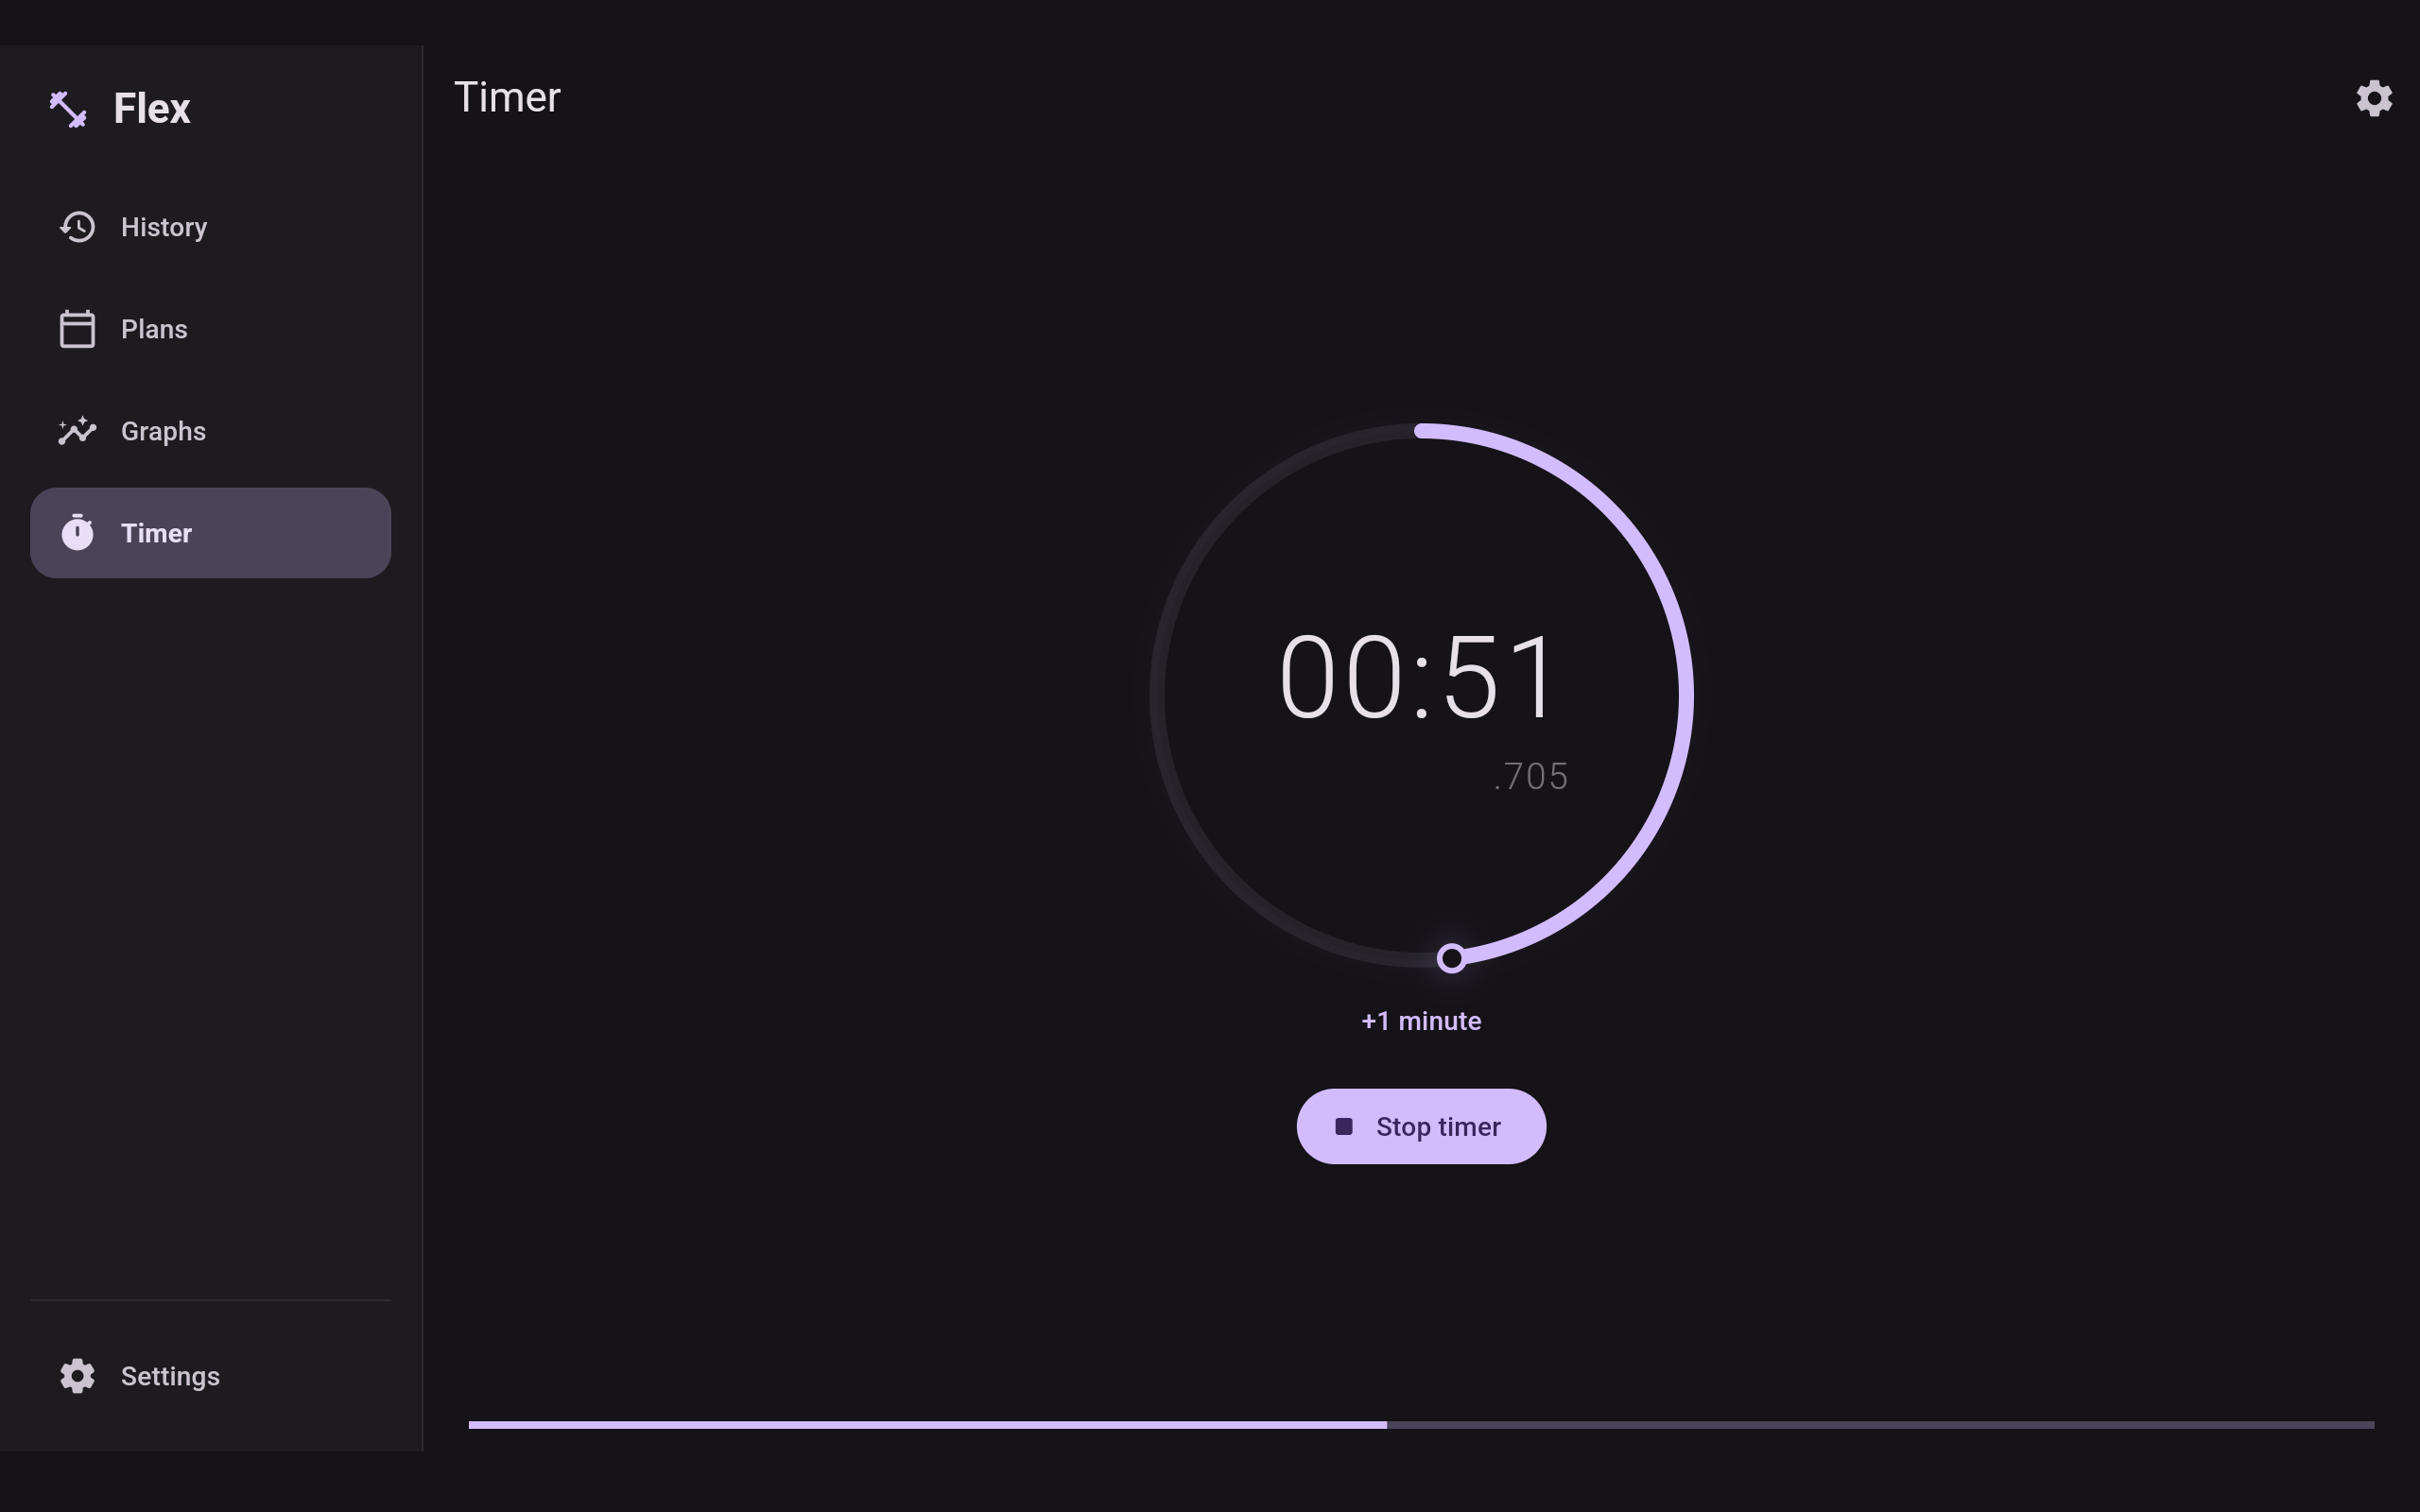 Flex
History
Plans
Graphs
Timer
Settings
Timer
00:51
.705
+1 minute
Stop timer